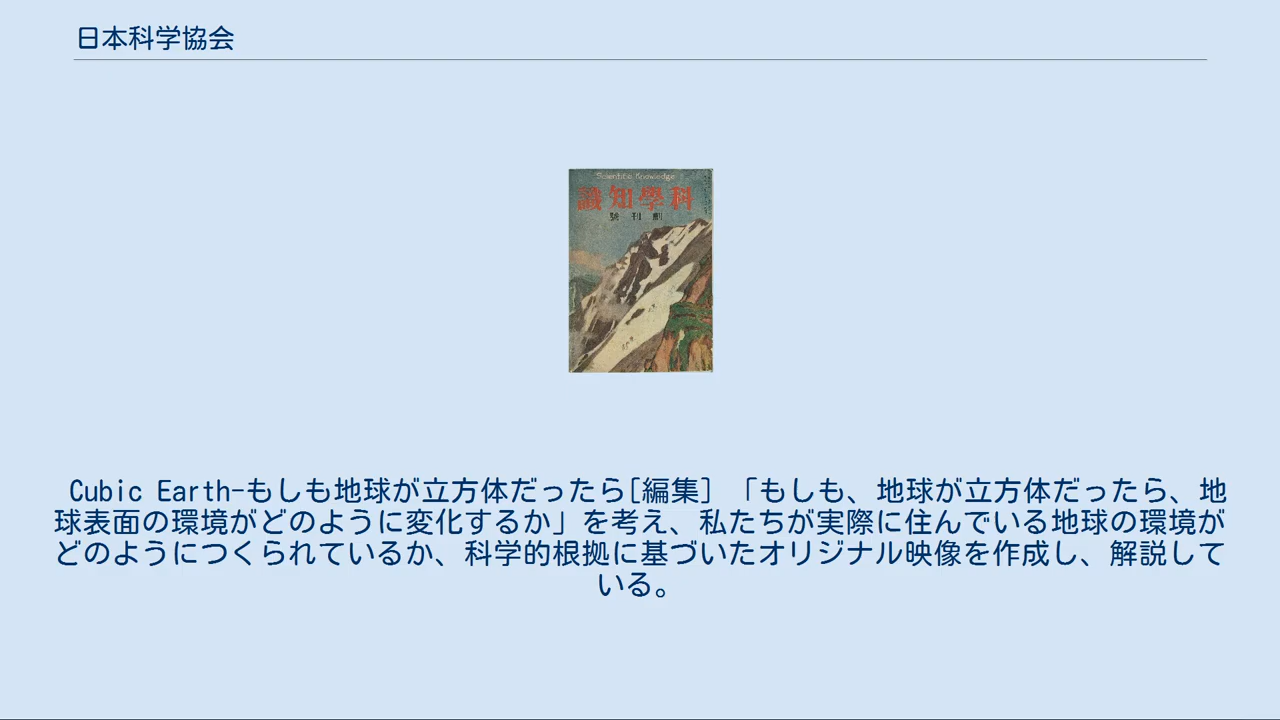 日本科学協会
Scientific Knowledge
識知學科
號刊創
Cubic Earth-もしも地球が立方体だったら[編集] 「もしも、地球が立方体だったら、地
球表面の環境がどのように変化するか」を考え、私たちが実際に住んでいる地球の環境が
どのようにつくられているか、科学的根拠に基づいたオリジナル映像を作成し、解説して
いる。